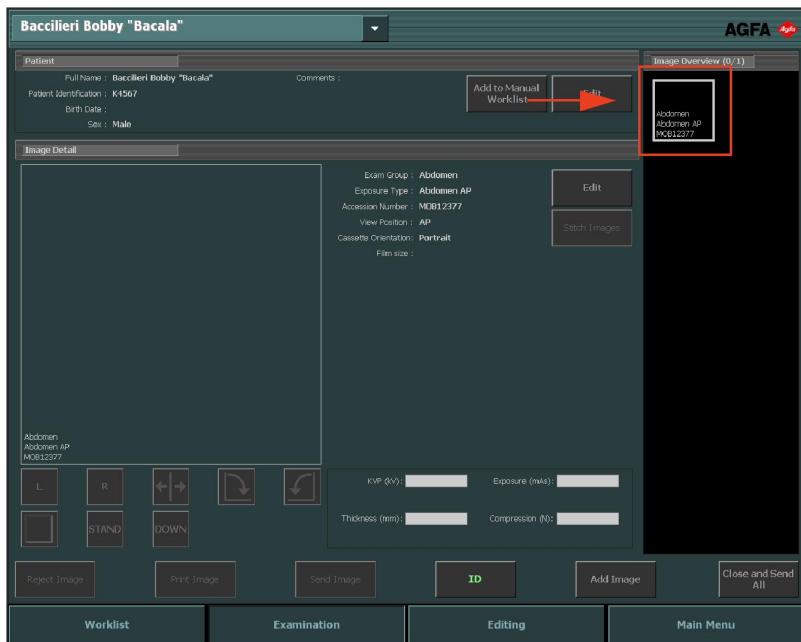 Baccilieri Bobby "Bacala"
AGFA Agfa
Patient
Full Name : Baccilieri Bobby "Bacala"
Comments :
Patient Identification : K4567
Birth Date :
Sex : Male
Add to Manual
Worklist
Edit
Image Overview (0/1)
Abdomen
Abdomen AP
MOB12377
Image Detail
Exam Group : Abdomen
Exposure Type : Abdomen AP
Accession Number : MOB12377
View Position : AP
Cassette Orientation: Portrait
Film size :
Edit
Stitch Images
Abdomen
Abdomen AP
MOB12377
L
R
STAND
DOWN
KVP (kV):
Exposure (mAs):
Thickness (mm):
Compression (N):
Reject Image
Print Image
Send Image
ID
Add Image
Close and Send
All
Worklist
Examination
Editing
Main Menu